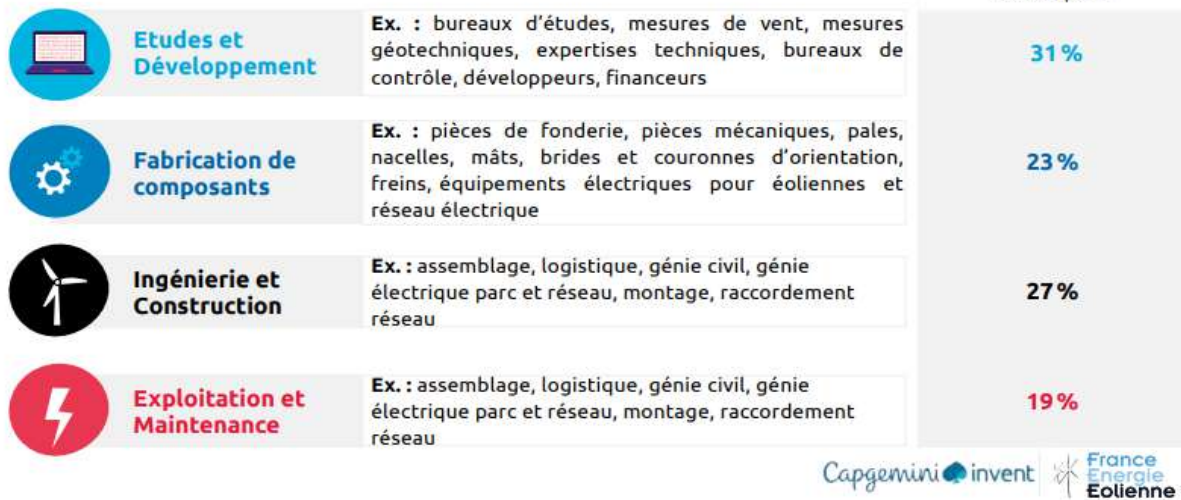 Etudes et
Développement
Ex. : bureaux d'études, mesures de vent, mesures
géotechniques, expertises techniques, bureaux de
contrôle, développeurs, financeurs
31 %
Fabrication de
composants
Ex. : pièces de fonderie, pièces mécaniques, pales,
nacelles, mâts, brides et couronnes d'orientation,
freins, équipements électriques pour éoliennes et
réseau électrique
23 %
Ingénierie et
Construction
Ex. : assemblage, logistique, génie civil, génie
électrique parc et réseau, montage, raccordement
réseau
27 %
Exploitation et
Maintenance
Ex. : assemblage, logistique, génie civil, génie
électrique parc et réseau, montage, raccordement
réseau
19 %
Capgemini invent
France
Energie
Eolienne